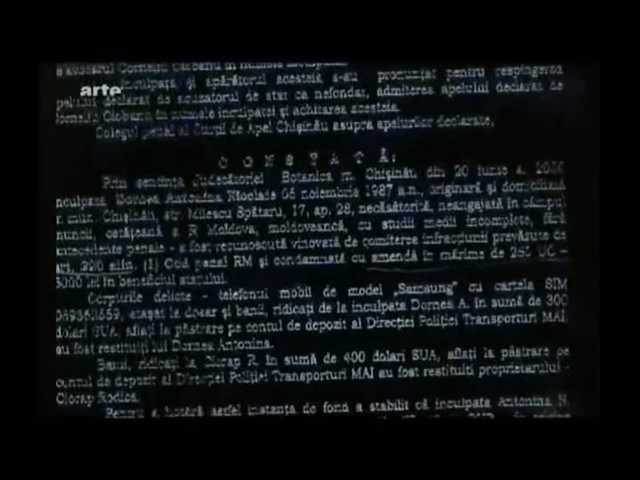 a avocatul Corneliu Ciobanu în numele
inculpata și apărătorul acesteia s-au pronunțat pentru respingerea
arte
apelului declarat de acuzatorul de stat ca nefondat, admiterea apelului declarat de
Ciobanu în numele inculpatei și achitarea acesteia.
Colegiul penal al Curții de Apel Chișinău asupra apelurilor declarate,
C O N S T A T Ă:
Prin sentința Judecătoriei Botanica m. Chișinău din 20 iunie a.
inculpata Dornea Antonina Nicolaie 05 noiembrie 1987 a.n., originară și domiciliată
mun. Chișinău, str. Milescu Spătaru, 17, ap. 28, necăsătorită, neangajată în câmpul
muncii, cetățeană a R Moldova, moldoveancă, cu studii medii incomplete, fără
antecedente penale - a fost recunoscută vinovată de comiterea infracțiunii prevăzute de
art. 220 alin. (1) Cod penal RM și condamnată cu amendă în mărime de 250 UC -
5000 lei în beneficiul statului.
Corpurile delicte - telefonul mobil de model „Samsung" cu cartela SIM
atașat la dosar și banii, ridicați de la inculpata Dornea A. în sumă de 300
dolari SUA, aflați la păstrare pe contul de depozit al Direcției Poliției Transporturi MAI,
au fost restituiți lui Dornea Antonina.
Banii, ridicați la Ciorap R. în sumă de 400 dolari SUA, aflați la păstrare pe
contul de depozit al Direcției Poliției Transporturi MAI au fost restituiți proprietarului -
Ciorap Rodica.
Pentru a hotărî astfel instanța de fond a stabilit că inculpata Antonina N.